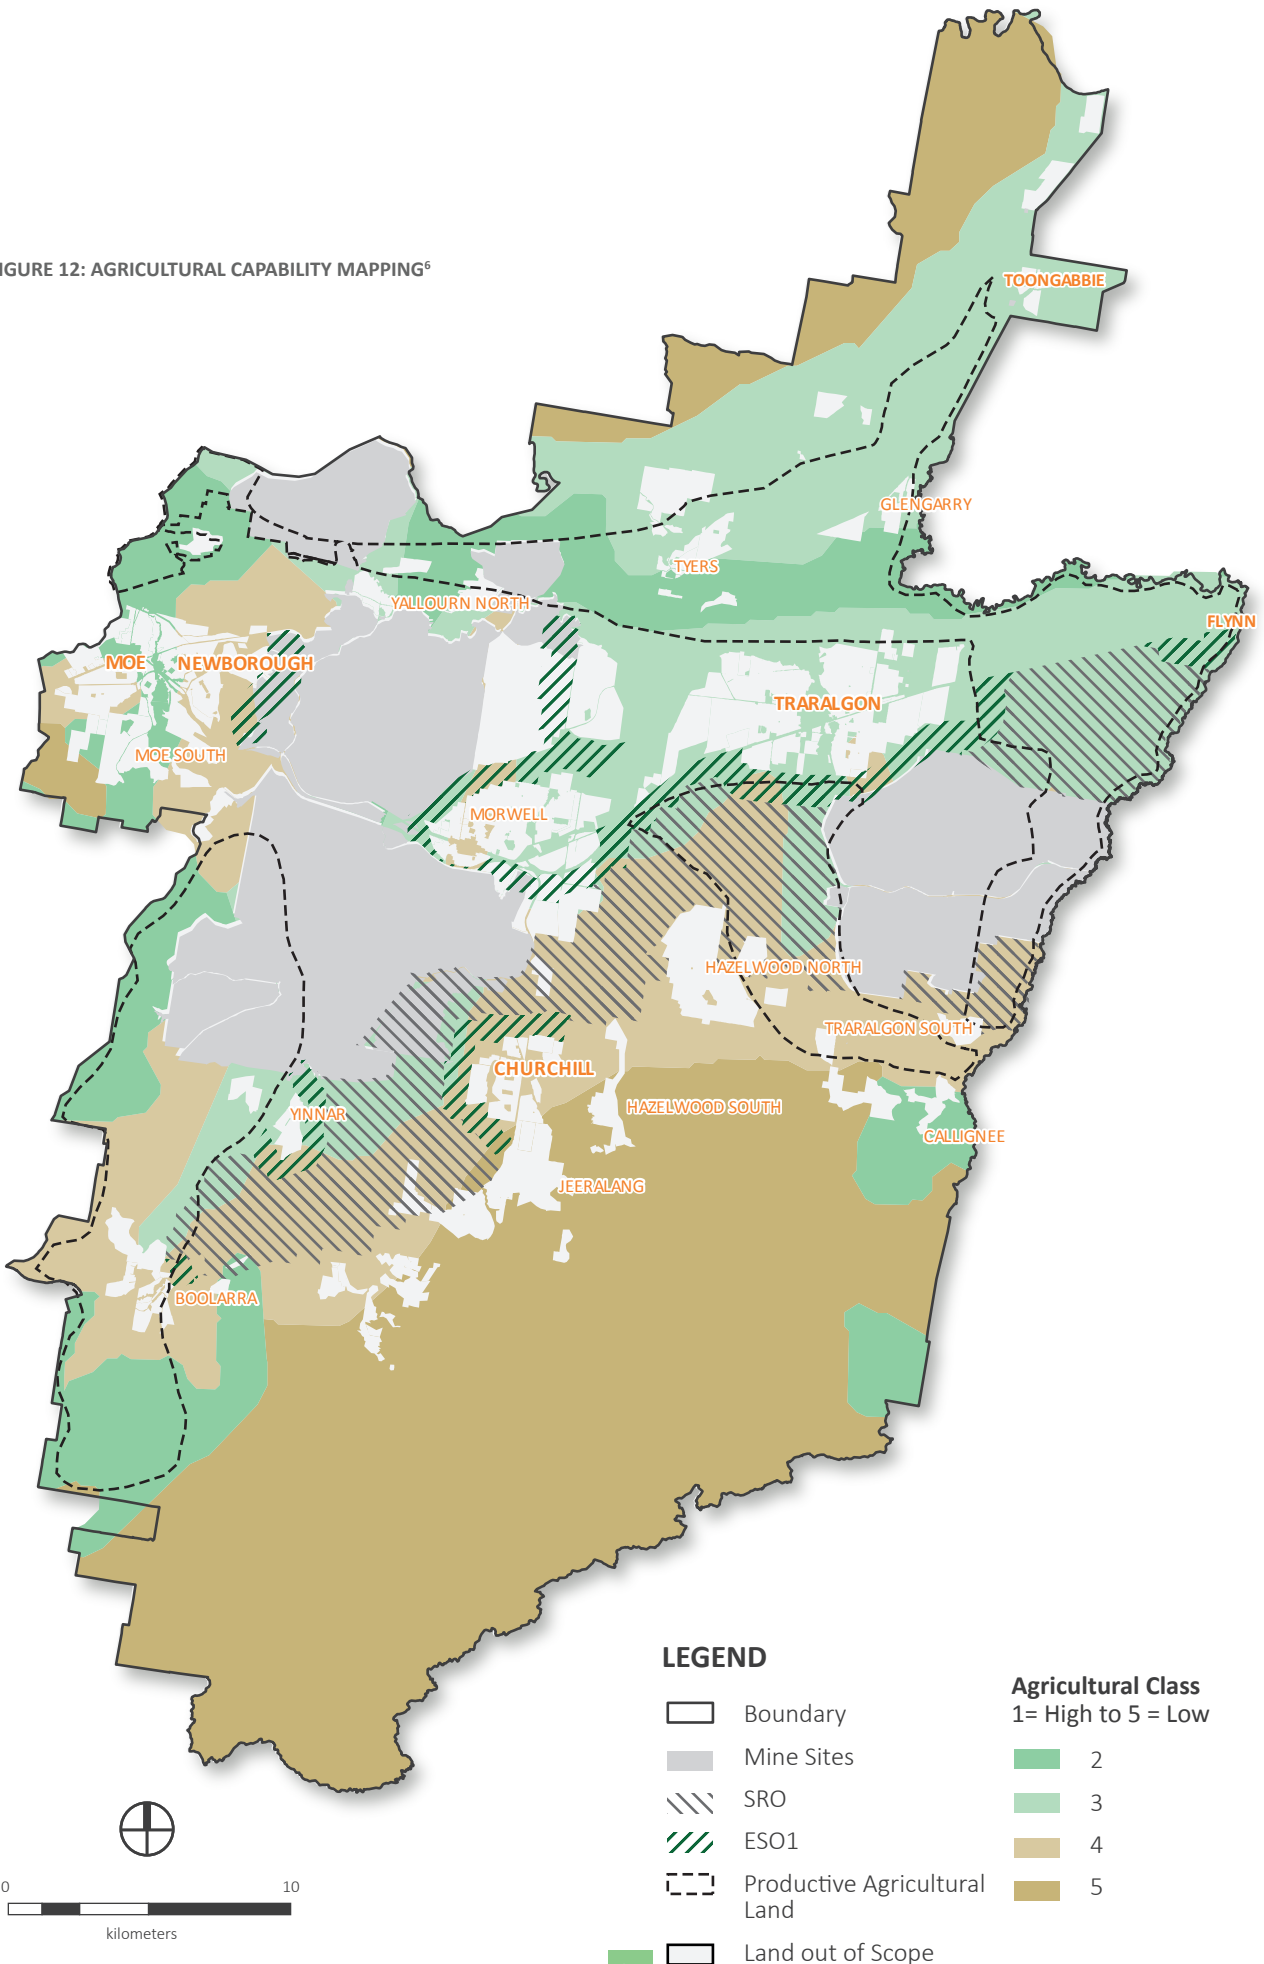 IGURE 12: AGRICULTURAL CAPABILITY MAPPING⁶
TOONGABBIE
GLENGARRY
TYERS
YALLOURN NORTH
FLYNN
MOE
NEWBOROUGH
TRARALGON
MOE SOUTH
MORWELL
HAZELWOOD NORTH
TRARALGON SOUTH
CHURCHILL
HAZELWOOD SOUTH
YINNAR
CALLIGNEE
JEERALANG
BOOLARRA
LEGEND
Boundary
Mine Sites
SRO
ESO1
Productive Agricultural
Land
Land out of Scope
Agricultural Class
1= High to 5 = Low
2
3
4
5
0 10
kilometers